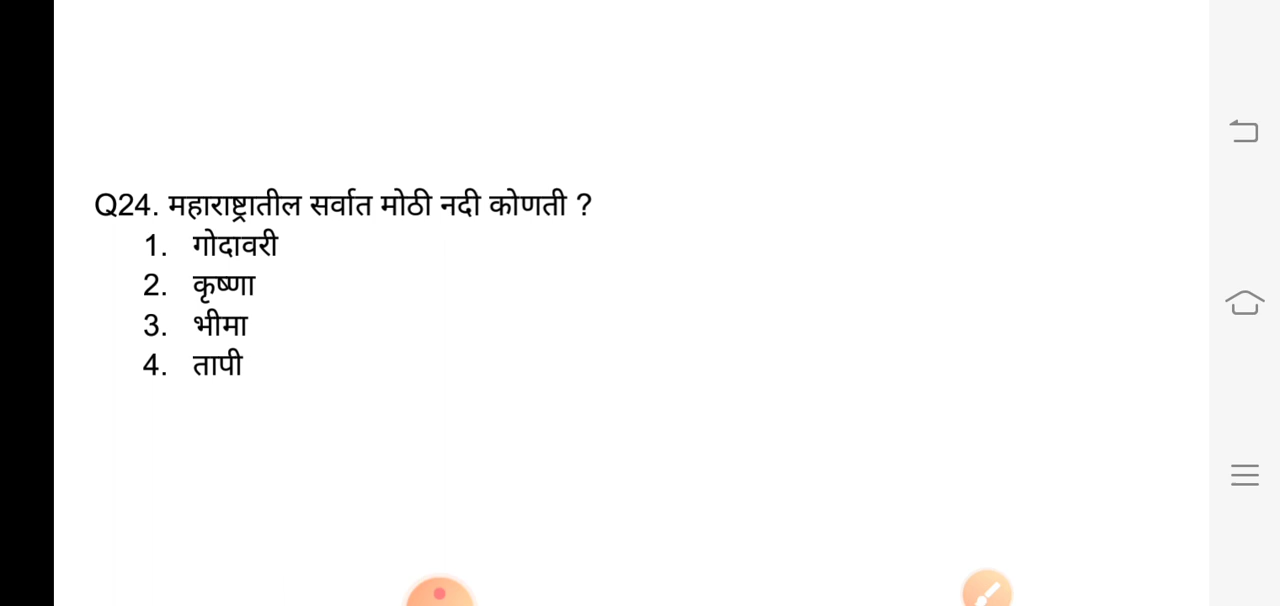 Q24. महाराष्ट्रातील सर्वात मोठी नदी कोणती ?
1. गोदावरी
2. कृष्णा
3. भीमा
4. तापी